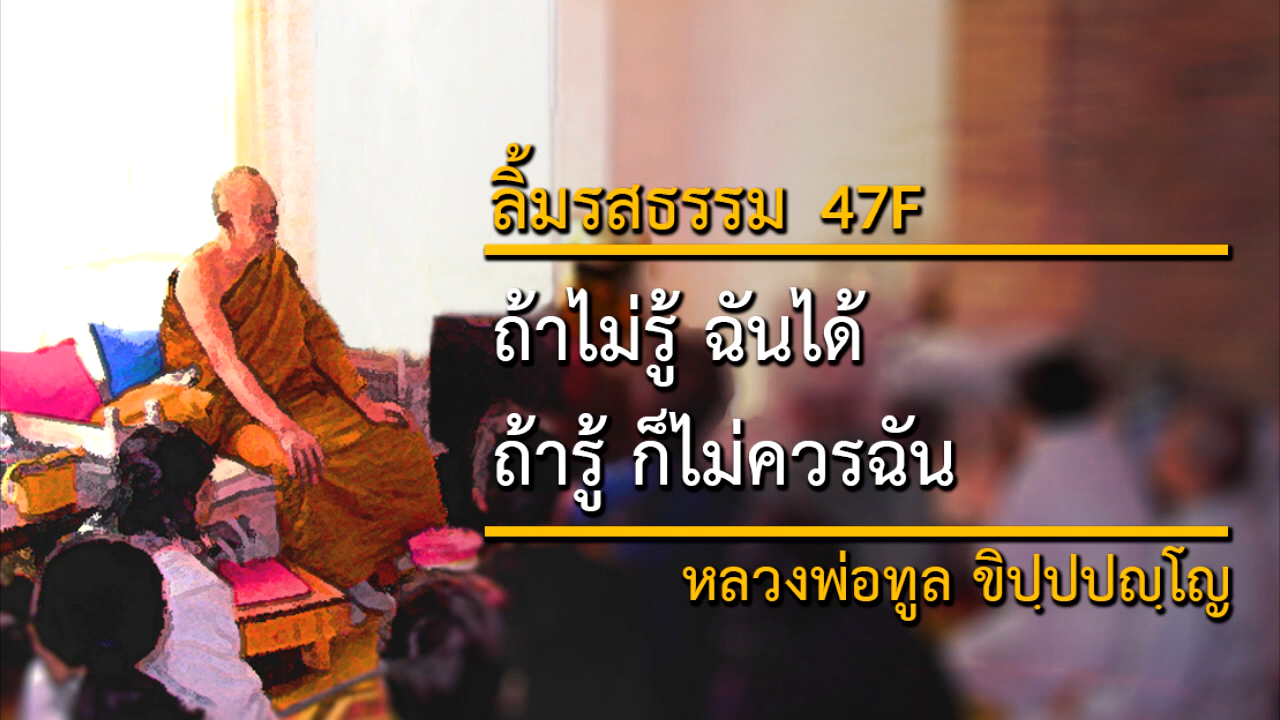 ลิ้มรสธรรม 47F
ถ้าไม่รู้ ฉันได้
ถ้ารู้ ก็ไม่ควรฉัน
หลวงพ่อทูล ขิปฺปปญฺโญ